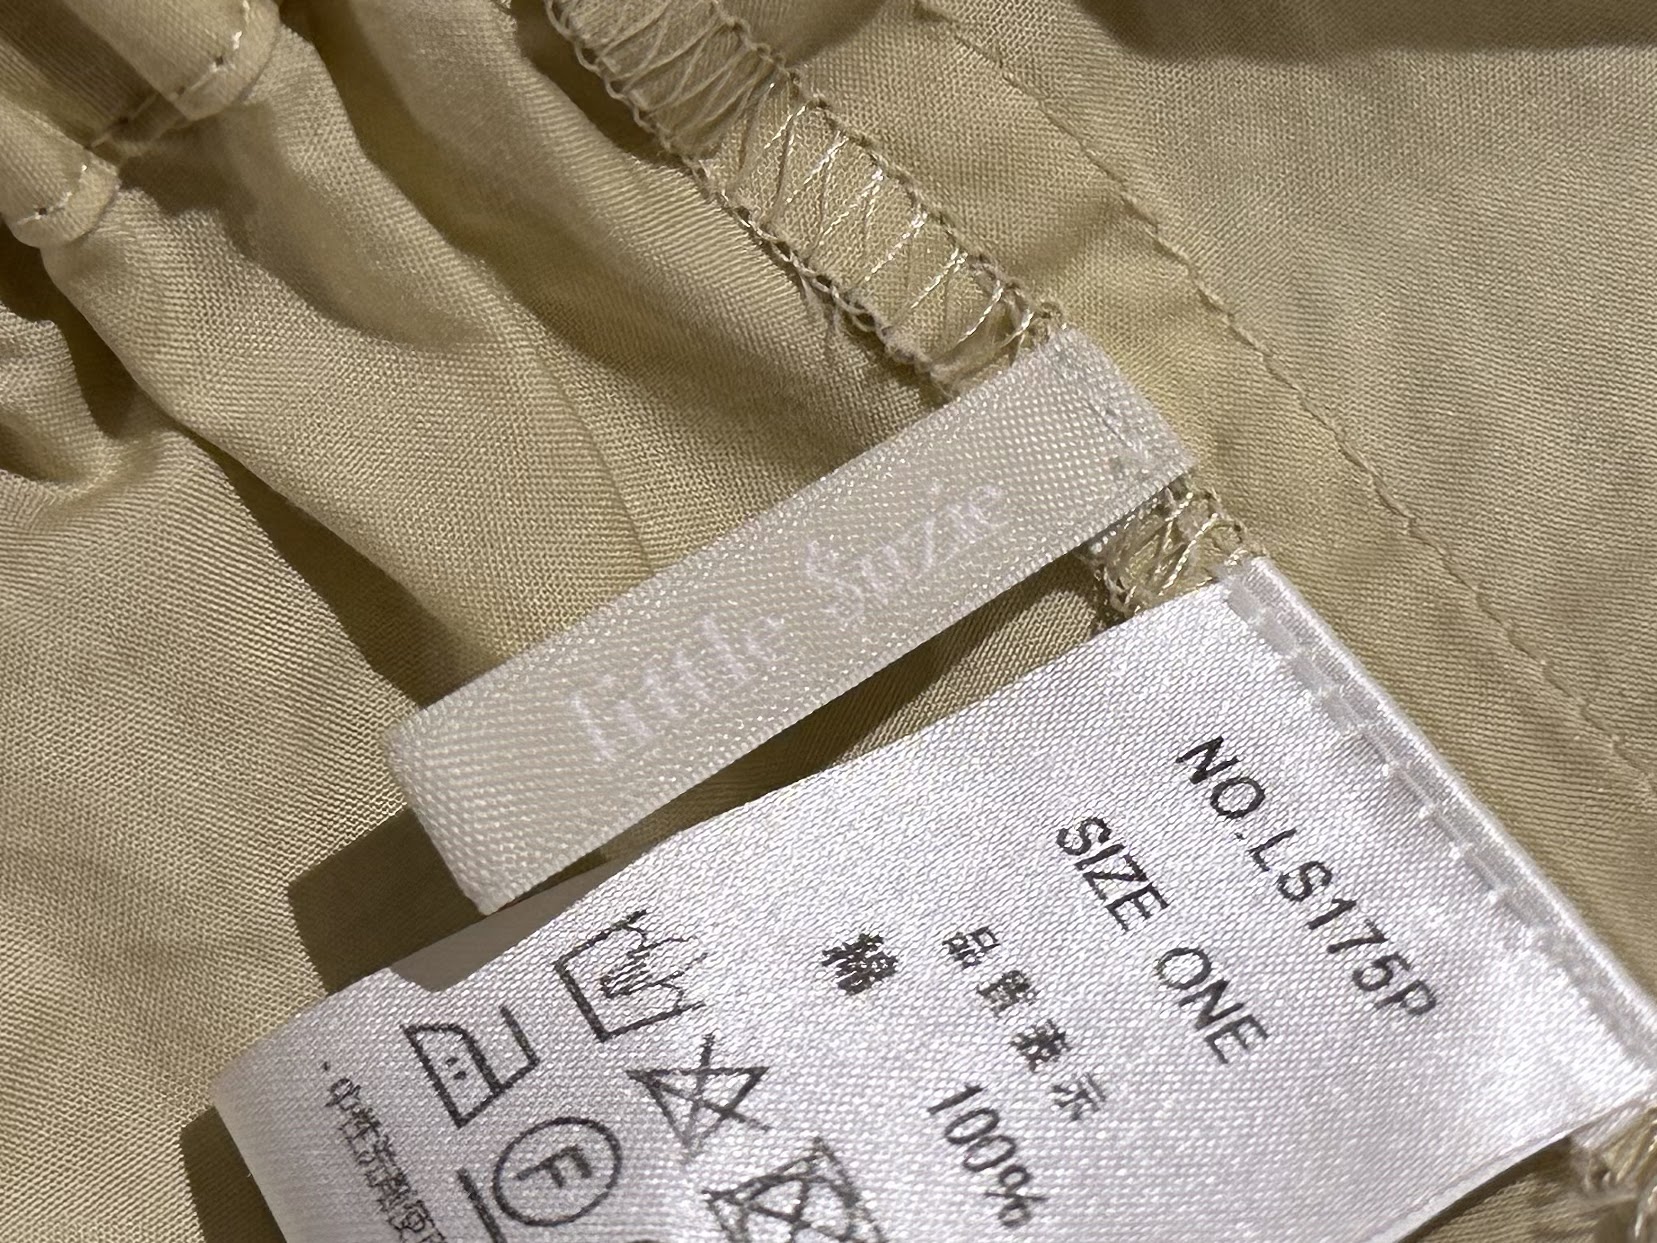 little Suzie
NO.LS175P
SIZE ONE
品質表示
綿 100%
F